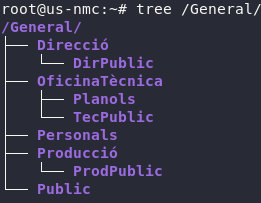 root@us-nmc:~# tree /General/
/General/
├── Direcció
│   └── DirPublic
├── OficinaTècnica
│   ├── Planols
│   └── TecPublic
├── Personals
├── Producció
│   └── ProdPublic
└── Public